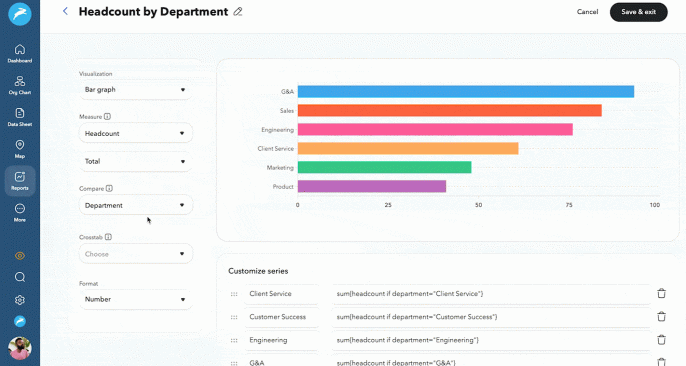 Headcount by Department
Cancel
Save & exit
Dashboard
Org Chart
Data Sheet
Map
Reports
More
Visualization
Bar graph
Measure
Headcount
Total
Compare
Department
Crosstab
Choose
Format
Number
G&A
Sales
Engineering
Client Service
Marketing
Product
0 25 50 75 100
Customize series
Client Service sum{headcount if department="Client Service"}
Customer Success sum{headcount if department="Customer Success"}
Engineering sum{headcount if department="Engineering"}
G&A sum{headcount if department="G&A"}